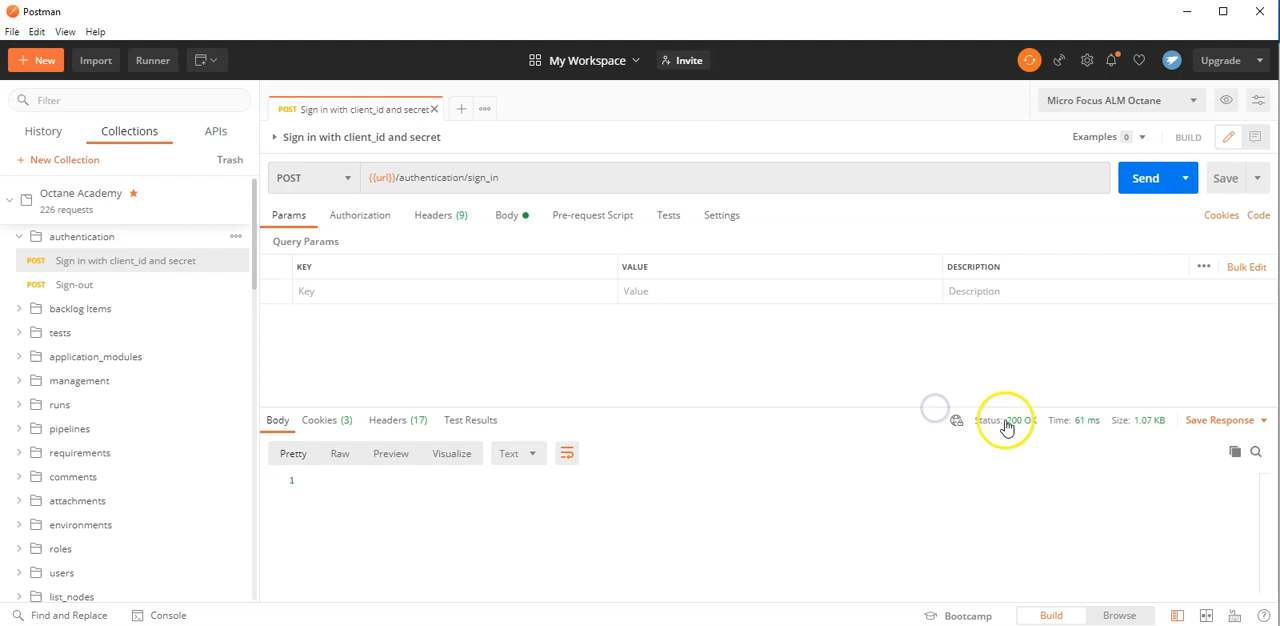 Postman
File Edit View Help
New Import Runner My Workspace Invite Upgrade
Filter
History Collections APIs
+ New Collection Trash
Octane Academy
226 requests
authentication
POST Sign in with client_id and secret
POST Sign-out
backlog Items
tests
application_modules
management
runs
pipelines
requirements
comments
attachments
environments
roles
users
list_nodes
POST Sign in with client_id and secret
Micro Focus ALM Octane
Sign in with client_id and secret Examples 0 BUILD
POST {{url}}/authentication/sign_in Send Save
Params Authorization Headers (9) Body Pre-request Script Tests Settings Cookies Code
Query Params
KEY VALUE DESCRIPTION Bulk Edit
Key Value Description
Body Cookies (3) Headers (17) Test Results Status: 200 OK Time: 61 ms Size: 1.07 KB Save Response
Pretty Raw Preview Visualize Text
1
Find and Replace Console Bootcamp Build Browse